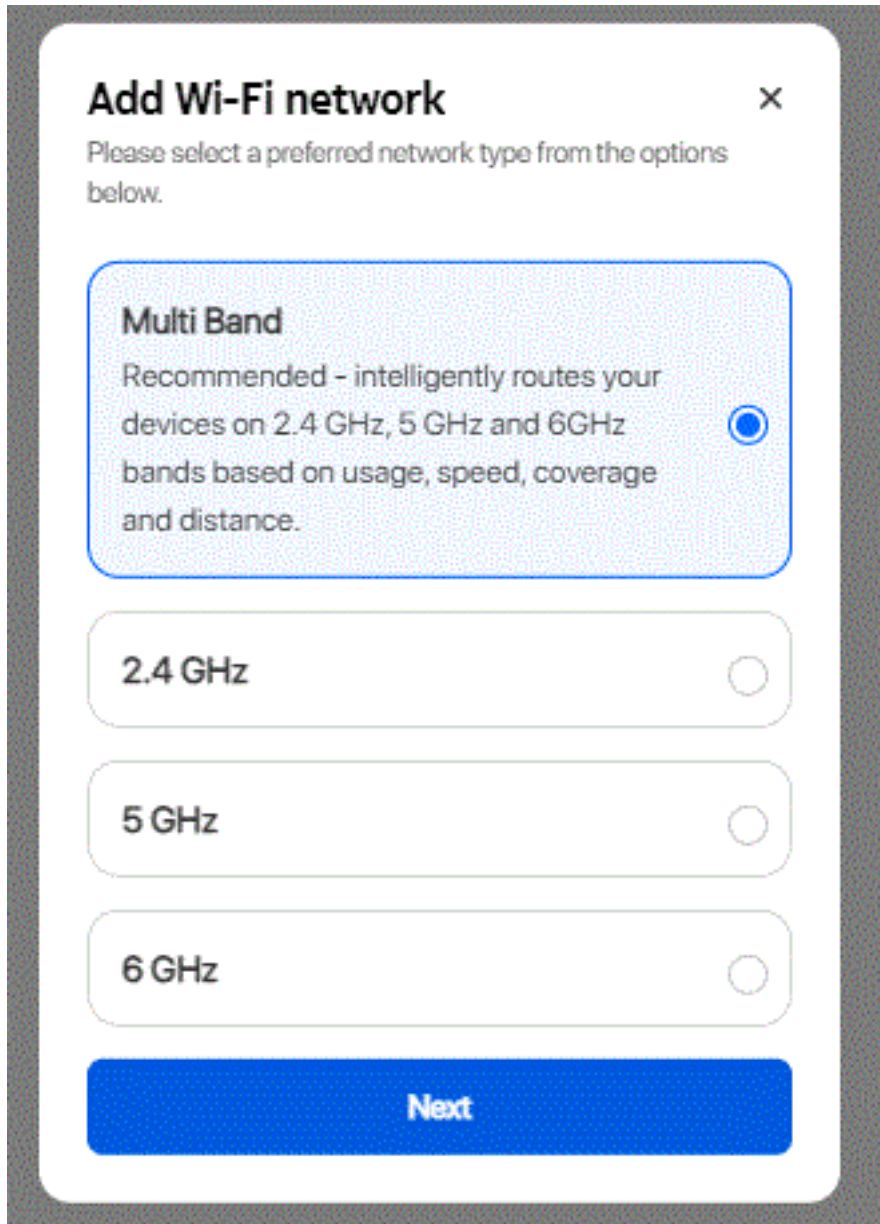 Add Wi-Fi network
Please select a preferred network type from the options
below.
Multi Band
Recommended - intelligently routes your
devices on 2.4 GHz, 5 GHz and 6GHz
bands based on usage, speed, coverage
and distance.
2.4 GHz
5 GHz
6 GHz
Next